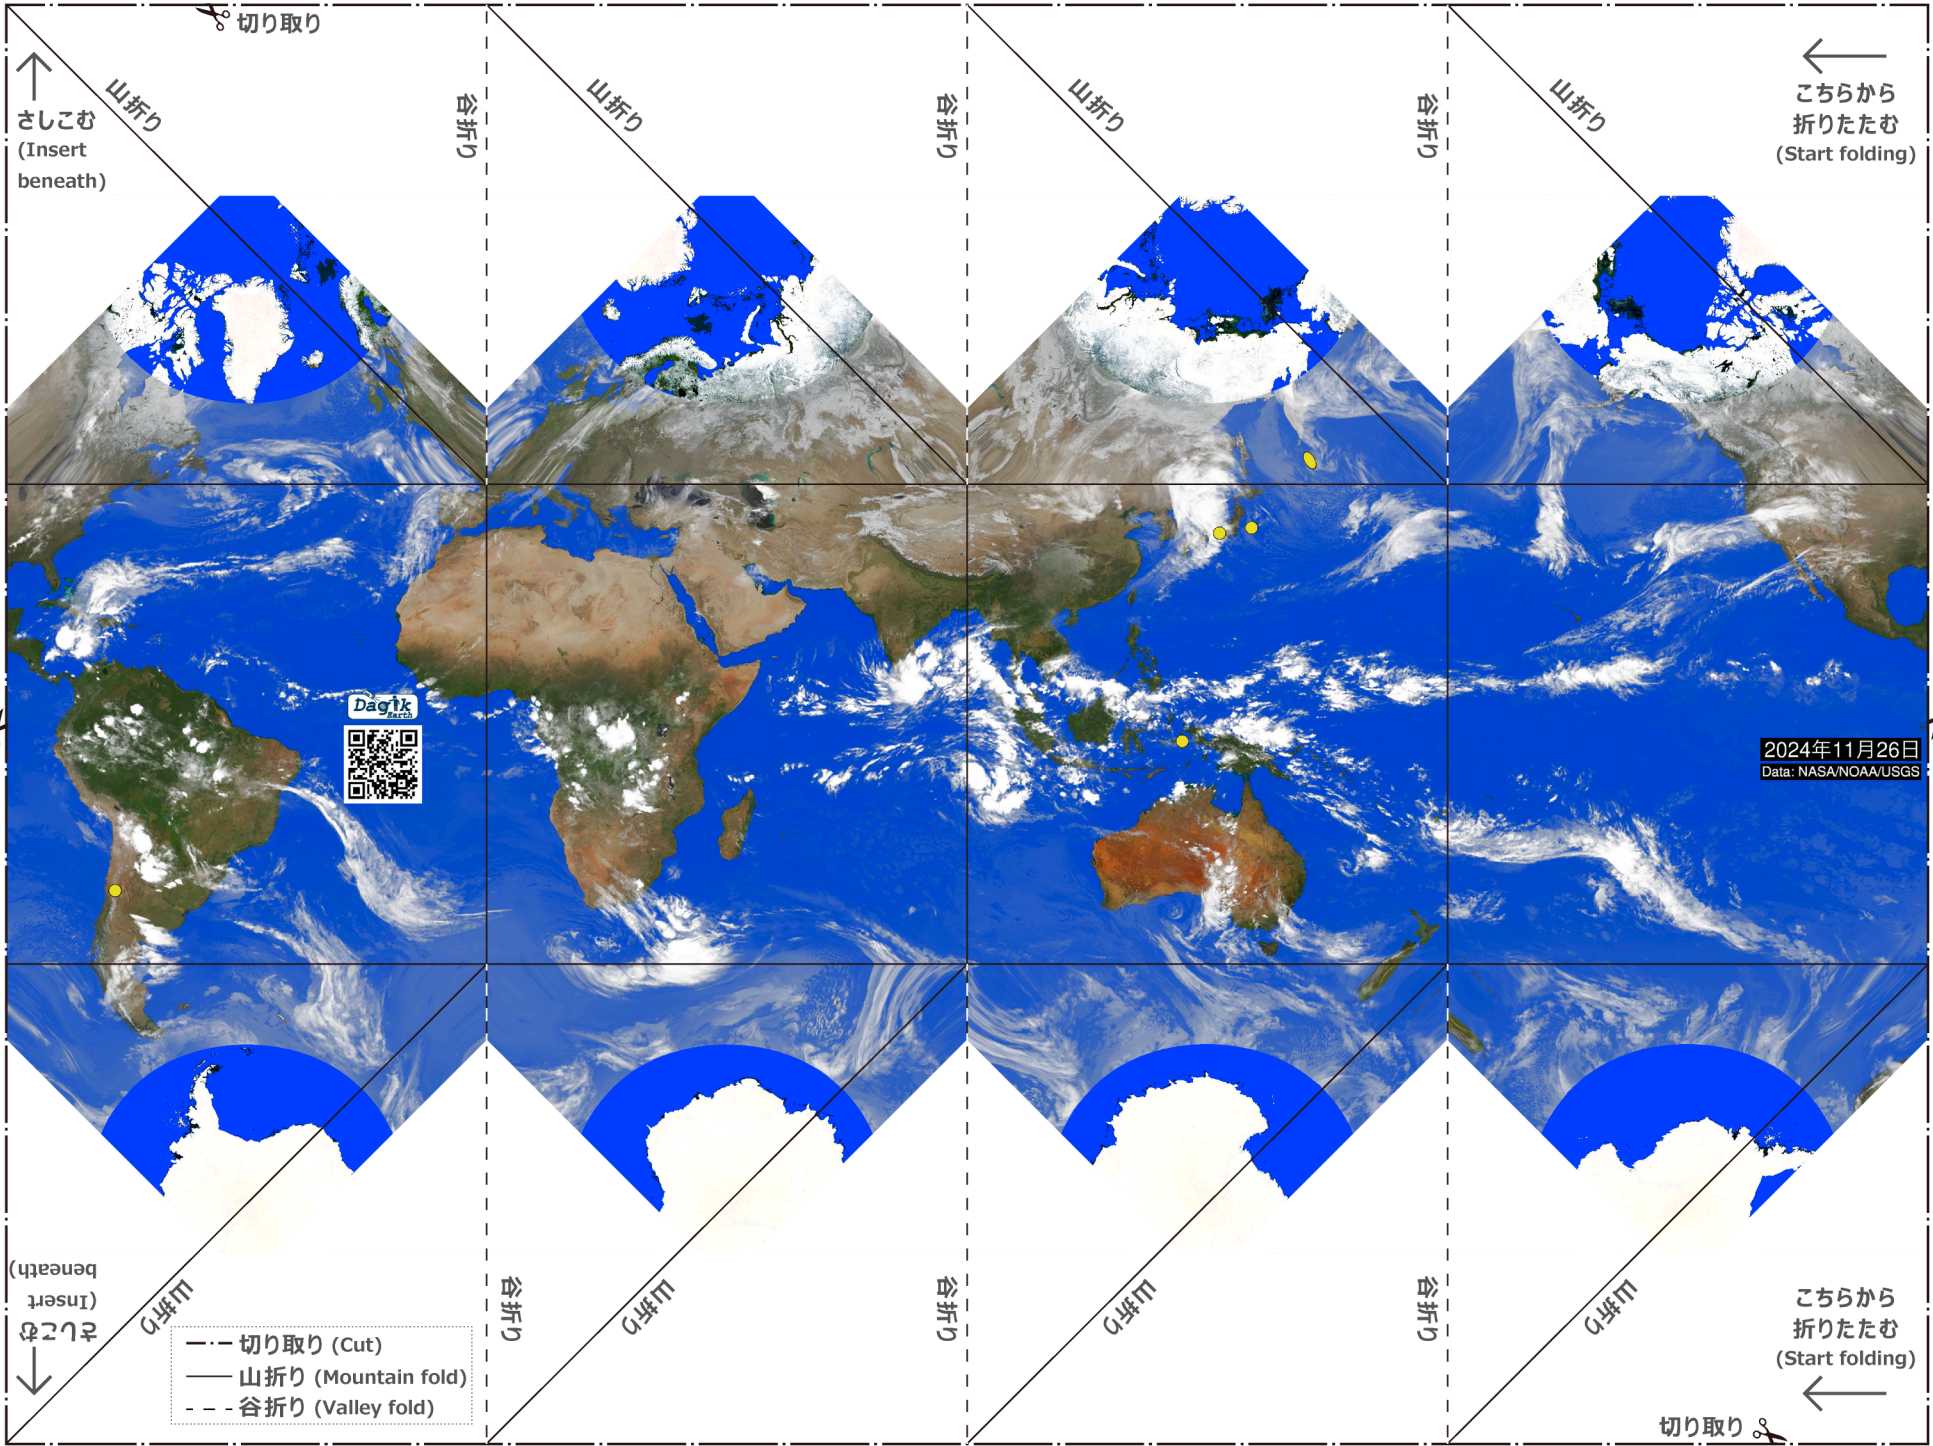 切り取り
山折り
谷折り
山折り
谷折り
山折り
谷折り
山折り
さしこむ
(Insert
beneath)
こちらから
折りたたむ
(Start folding)
Dagik
Earth
2024年11月26日
Data: NASA/NOAA/USGS
さしこむ
(Insert
beneath)
山折り
谷折り
山折り
谷折り
山折り
谷折り
山折り
切り取り (Cut)
山折り (Mountain fold)
谷折り (Valley fold)
こちらから
折りたたむ
(Start folding)
切り取り